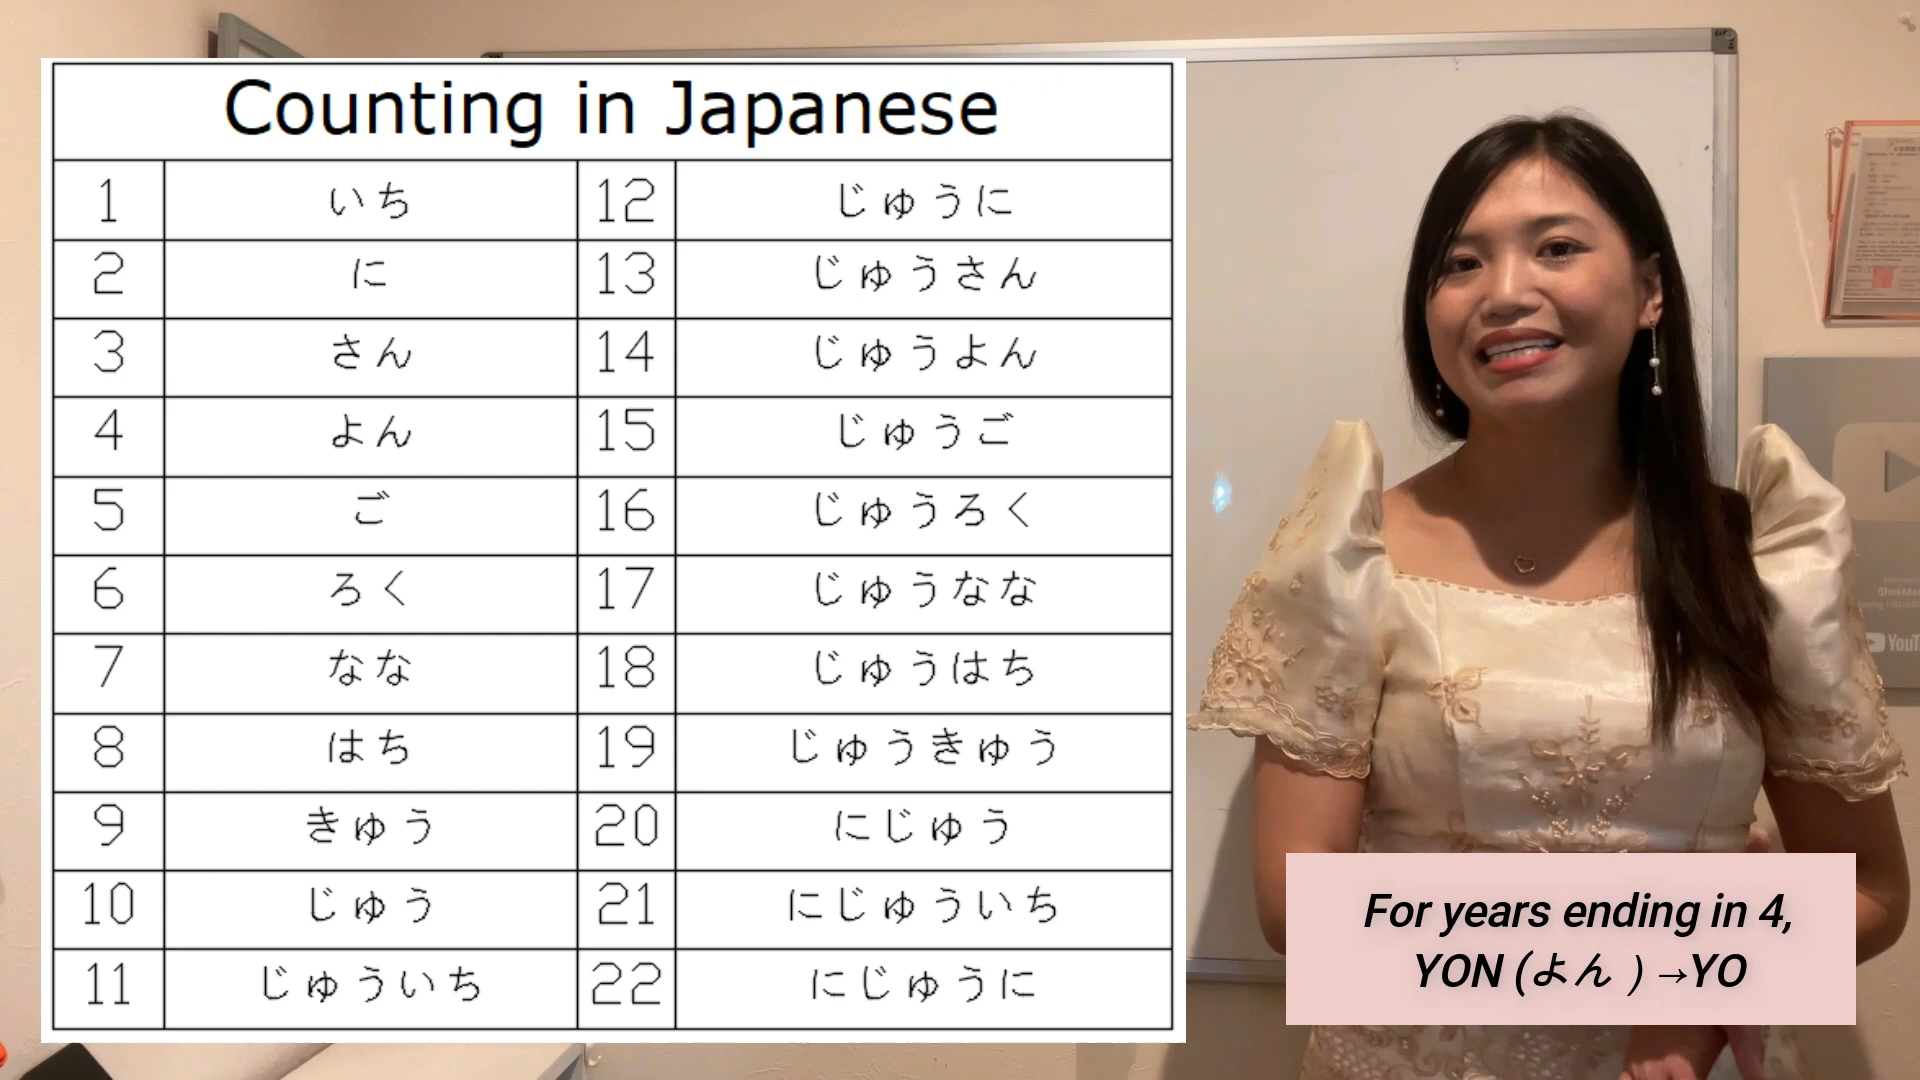 Counting in Japanese
1 いち 12 じゅうに
2 に 13 じゅうさん
3 さん 14 じゅうよん
4 よん 15 じゅうご
5 ご 16 じゅうろく
6 ろく 17 じゅうなな
7 なな 18 じゅうはち
8 はち 19 じゅうきゅう
9 きゅう 20 にじゅう
10 じゅう 21 にじゅういち
11 じゅういち 22 にじゅうに
For years ending in 4,
YON (よん ) →YO